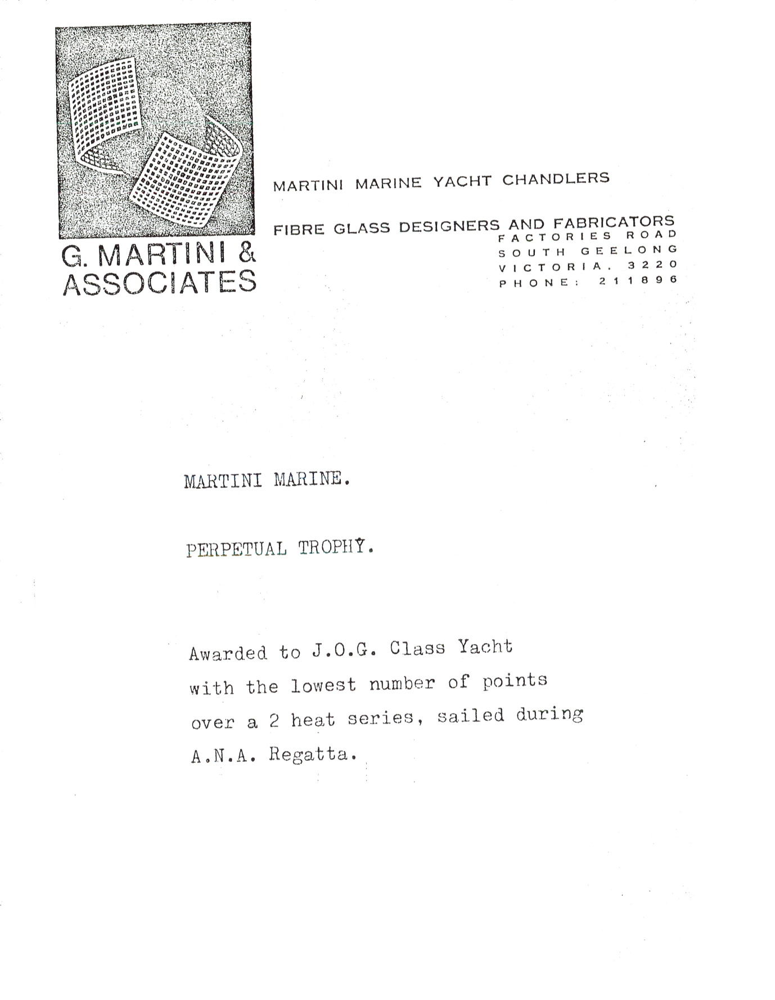 MARTINI MARINE YACHT CHANDLERS
FIBRE GLASS DESIGNERS AND FABRICATORS
FACTORIES ROAD
SOUTH GEELONG
VICTORIA. 3220
PHONE: 211896
G. MARTINI &
ASSOCIATES
MARTINI MARINE.
PERPETUAL TROPHY.
Awarded to J.O.G. Class Yacht
with the lowest number of points
over a 2 heat series, sailed during
A.N.A. Regatta.